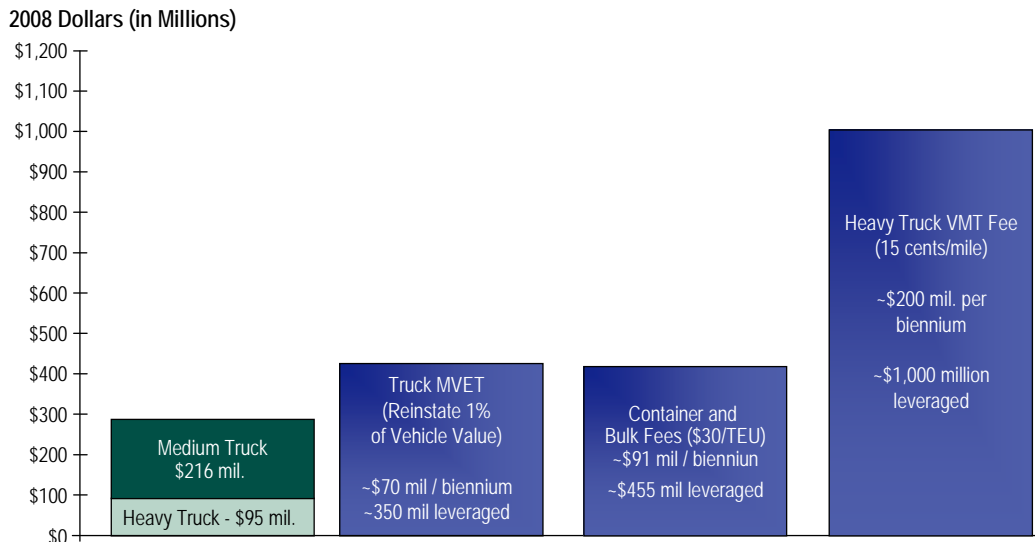 2008 Dollars (in Millions)
$1,200
$1,100
$1,000
$900
$800
$700
$600
$500
$400
$300
$200
$100
$0
Medium Truck
$216 mil.
Heavy Truck - $95 mil.
Truck MVET
(Reinstate 1%
of Vehicle Value)
~$70 mil / biennium
~350 mil leveraged
Container and
Bulk Fees ($30/TEU)
~$91 mil / bienniun
~$455 mil leveraged
Heavy Truck VMT Fee
(15 cents/mile)
~$200 mil. per
biennium
~$1,000 million
leveraged